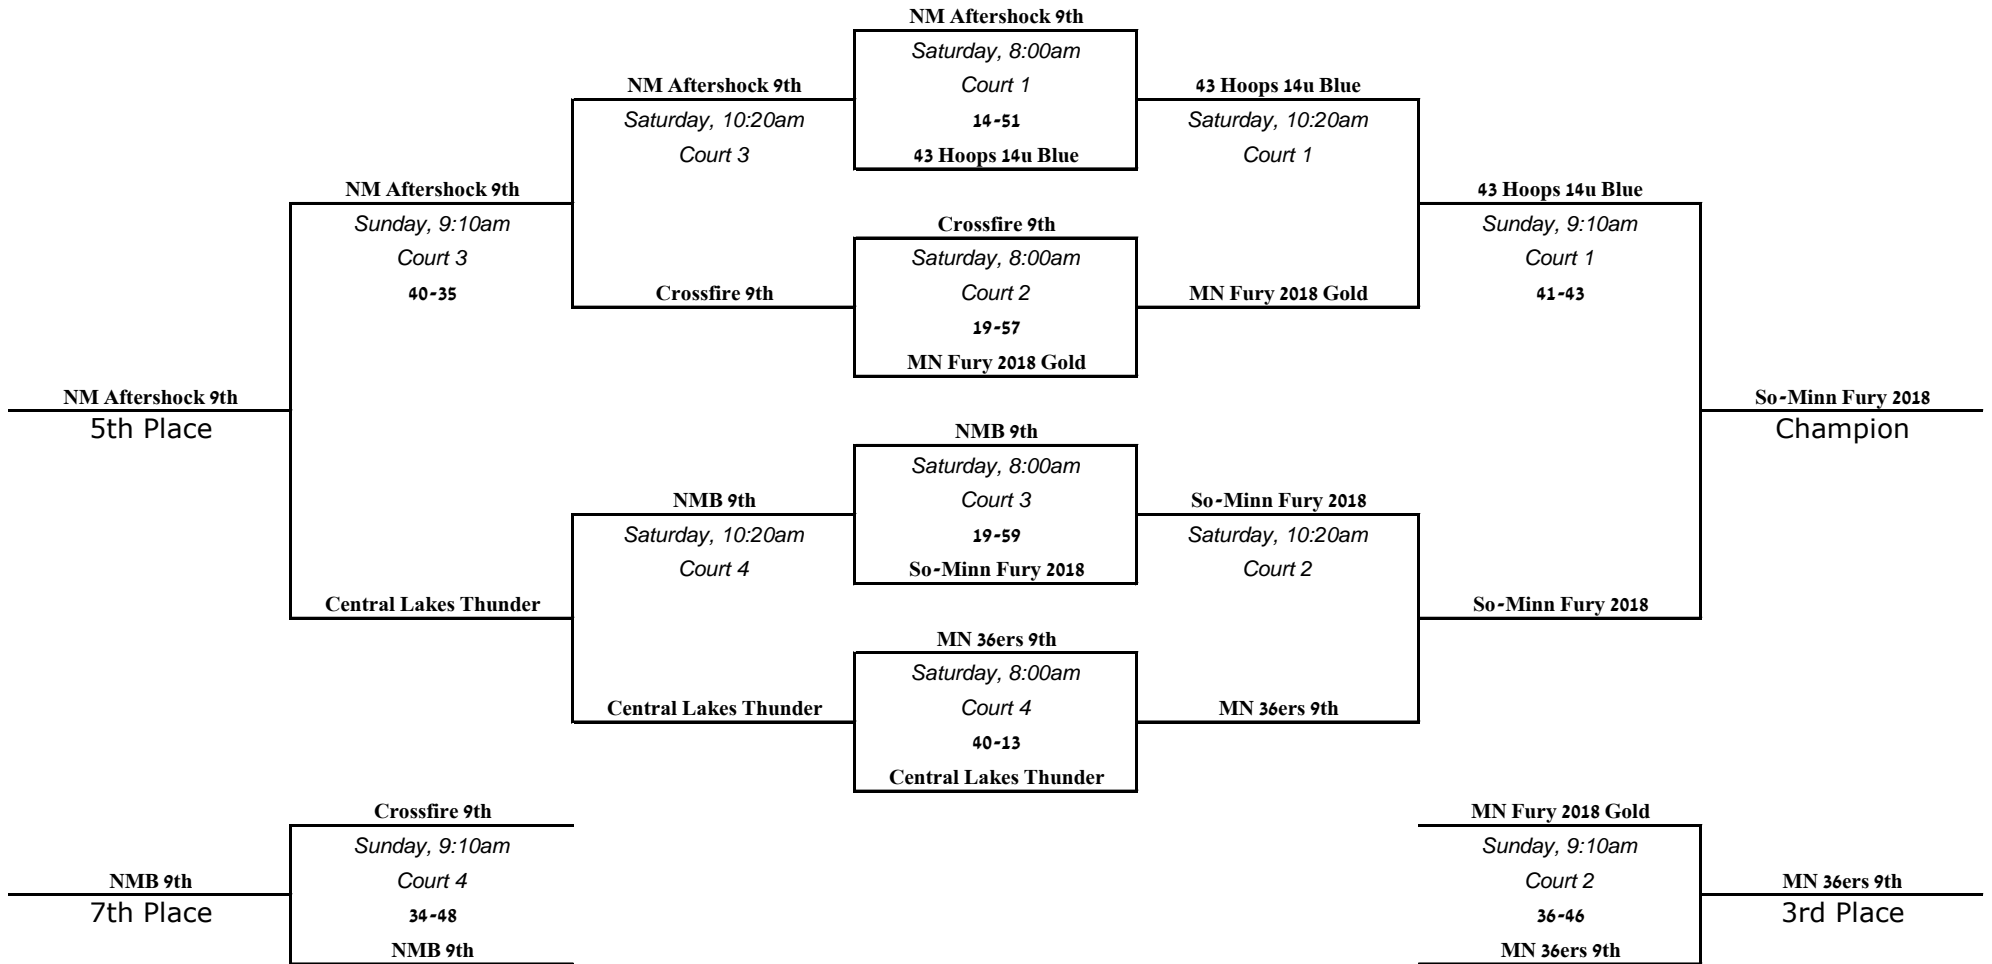 NM Aftershock 9th
Saturday, 8:00am
NM Aftershock 9th
Court 1
43 Hoops 14u Blue
Saturday, 10:20am
14-51
Saturday, 10:20am
Court 3
43 Hoops 14u Blue
Court 1
NM Aftershock 9th
43 Hoops 14u Blue
Sunday, 9:10am
Crossfire 9th
Sunday, 9:10am
Court 3
Saturday, 8:00am
Court 1
40-35
Crossfire 9th
Court 2
MN Fury 2018 Gold
41-43
19-57
MN Fury 2018 Gold
NM Aftershock 9th
So-Minn Fury 2018
5th Place
NMB 9th
Champion
Saturday, 8:00am
NMB 9th
Court 3
So-Minn Fury 2018
Saturday, 10:20am
19-59
Saturday, 10:20am
Court 4
So-Minn Fury 2018
Court 2
Central Lakes Thunder
So-Minn Fury 2018
MN 36ers 9th
Saturday, 8:00am
Central Lakes Thunder
Court 4
MN 36ers 9th
40-13
Central Lakes Thunder
Crossfire 9th
MN Fury 2018 Gold
Sunday, 9:10am
Sunday, 9:10am
NMB 9th
Court 4
Court 2
MN 36ers 9th
7th Place
34-48
36-46
3rd Place
NMB 9th
MN 36ers 9th